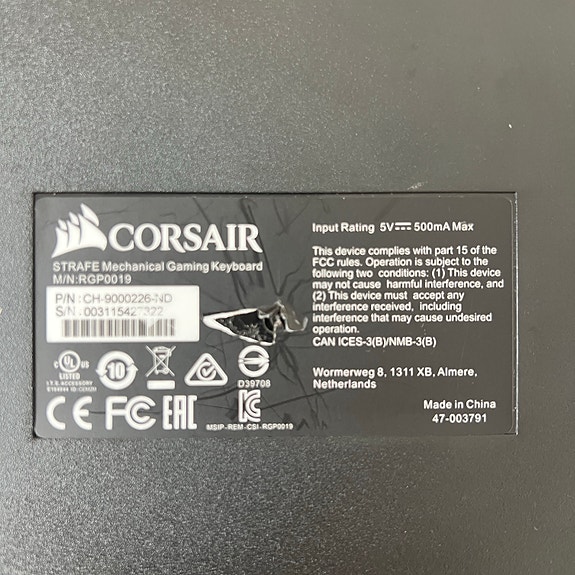 CORSAIR
STRAFE Mechanical Gaming Keyboard
M/N:RGP0019
P/N : CH-9000226-ND
S/N :
c UL US
LISTED
I.T.E. ACCESSORY
10
D39708
CE FC EAC
MSIP-REM-CSI-RGP0019
Input Rating 5V⎓500mA Max
This device complies with part 15 of the
FCC rules. Operation is subject to the
following two conditions: (1) This device
may not cause harmful interference, and
(2) This device must accept any
interference received, including
interference that may cause undesired
operation.
CAN ICES-3(B)/NMB-3(B)
Wormerweg 8, 1311 XB, Almere,
Netherlands
Made in China
47-003791